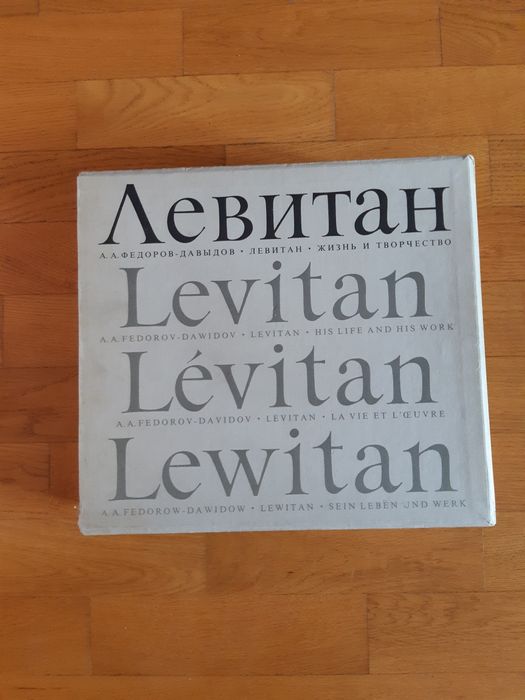 Левитан
А.А.ФЕДОРОВ-ДАВЫДОВ • ЛЕВИТАН • ЖИЗНЬ И ТВОРЧЕСТВО
Levitan
A.A.FEDOROV-DAWIDOV • LEVITAN • HIS LIFE AND HIS WORK
Lévitan
A.A.FEDOROV-DAVIDOV • LEVITAN • LA VIE ET L'ŒUVRE
Lewitan
A.A.FEDOROW-DAWIDOW • LEWITAN • SEIN LEBEN UND WERK